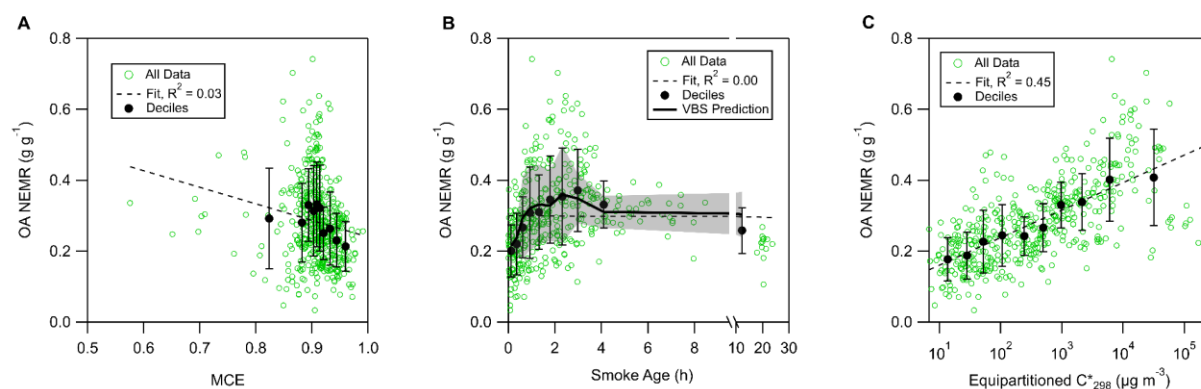 A
OA NEMR (g g⁻¹)
0.8
0.6
0.4
0.2
0.0
All Data
Fit, R² = 0.03
Deciles
0.5
0.6
0.7
0.8
0.9
1.0
MCE
B
OA NEMR (g g⁻¹)
0.8
0.6
0.4
0.2
0.0
All Data
Fit, R² = 0.00
Deciles
VBS Prediction
0
2
4
6
8
10
20
30
Smoke Age (h)
C
OA NEMR (g g⁻¹)
0.8
0.6
0.4
0.2
0.0
All Data
Fit, R² = 0.45
Deciles
10¹
10²
10³
10⁴
10⁵
Equipartitioned C*₂₉₈ (µg m⁻³)